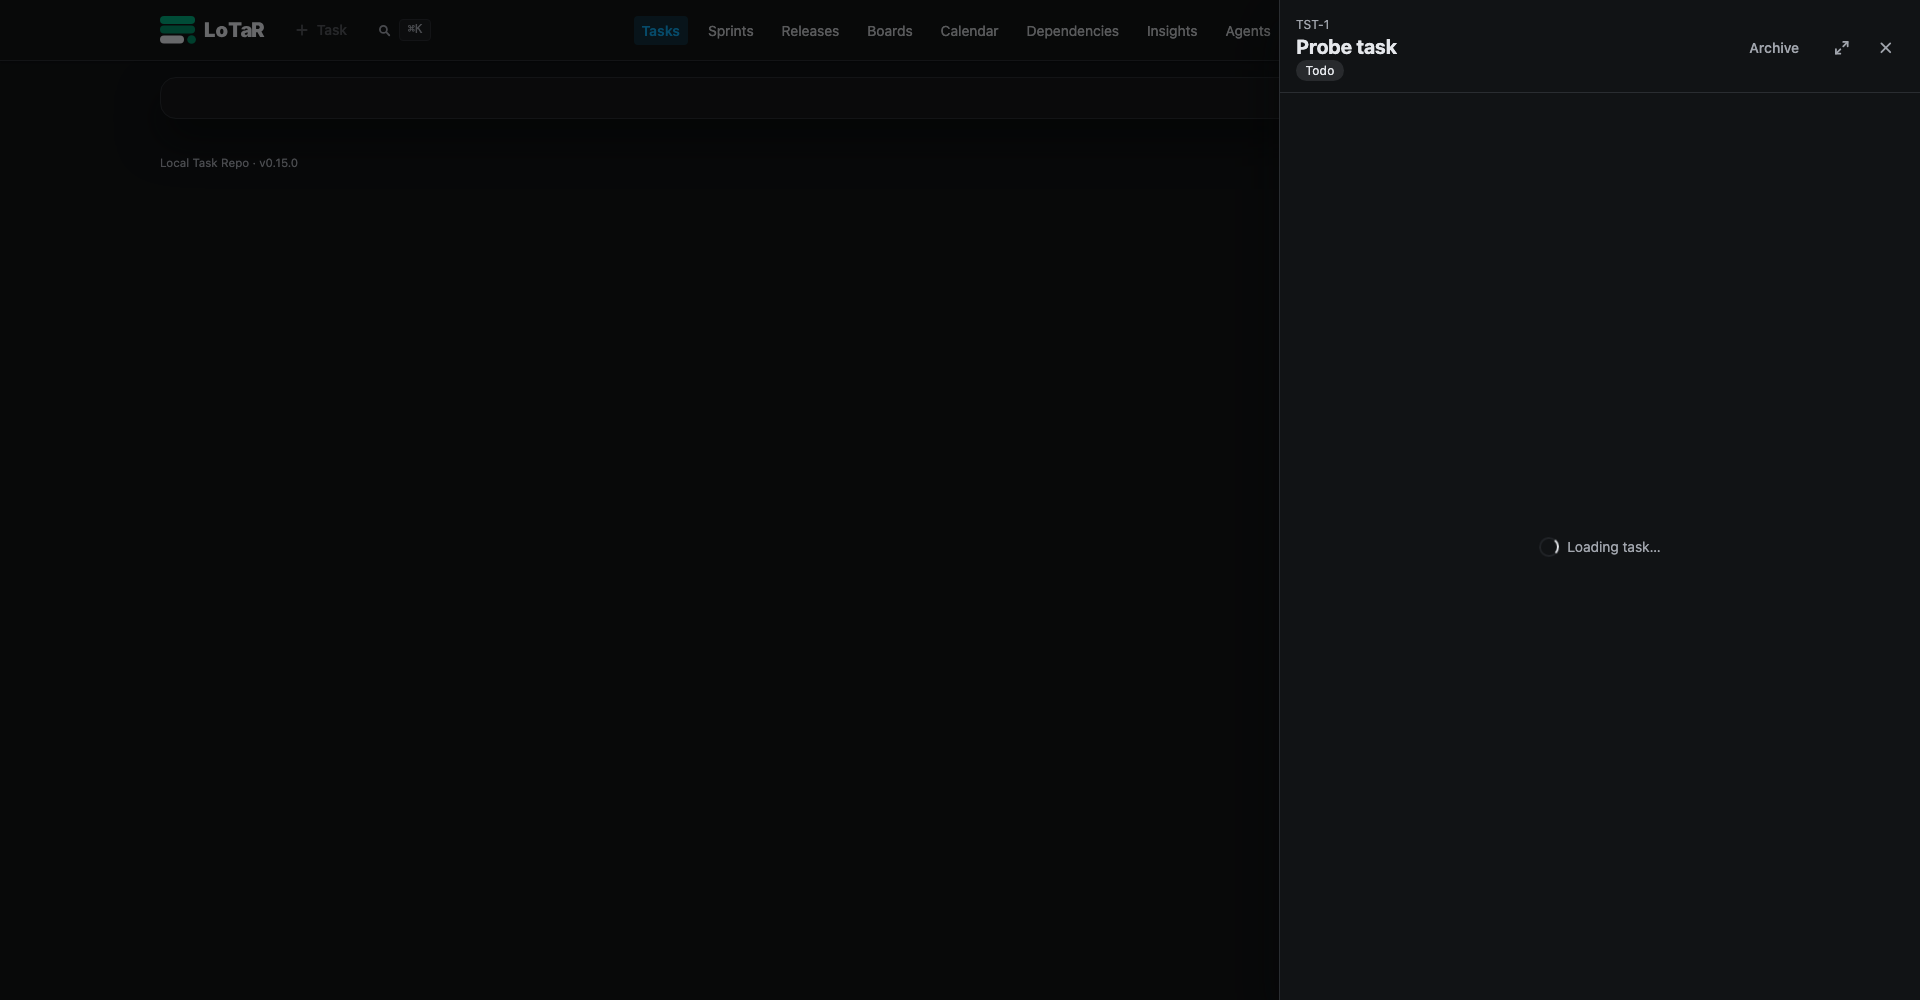 LoTaR
Task
⌘K
Tasks
Sprints
Releases
Boards
Calendar
Dependencies
Insights
Agents
Local Task Repo · v0.15.0
TST-1
Probe task
Todo
Archive
Loading task...